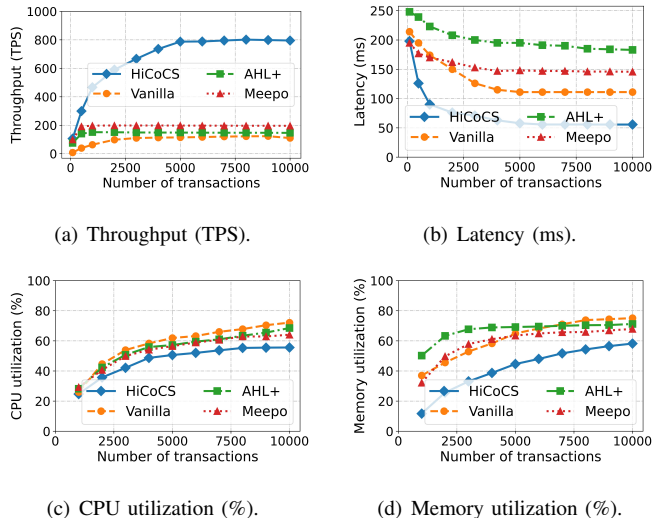 Throughput (TPS)
1000
800
600
400
200
0
HiCoCS
Vanilla
AHL+
Meepo
0
2500
5000
7500
10000
Number of transactions
(a) Throughput (TPS).
Latency (ms)
250
200
150
100
50
0
HiCoCS
Vanilla
AHL+
Meepo
0
2500
5000
7500
10000
Number of transactions
(b) Latency (ms).
CPU utilization (%)
100
80
60
40
20
0
HiCoCS
Vanilla
AHL+
Meepo
0
2500
5000
7500
10000
Number of transactions
(c) CPU utilization (%).
Memory utilization (%)
100
80
60
40
20
0
HiCoCS
Vanilla
AHL+
Meepo
0
2500
5000
7500
10000
Number of transactions
(d) Memory utilization (%).